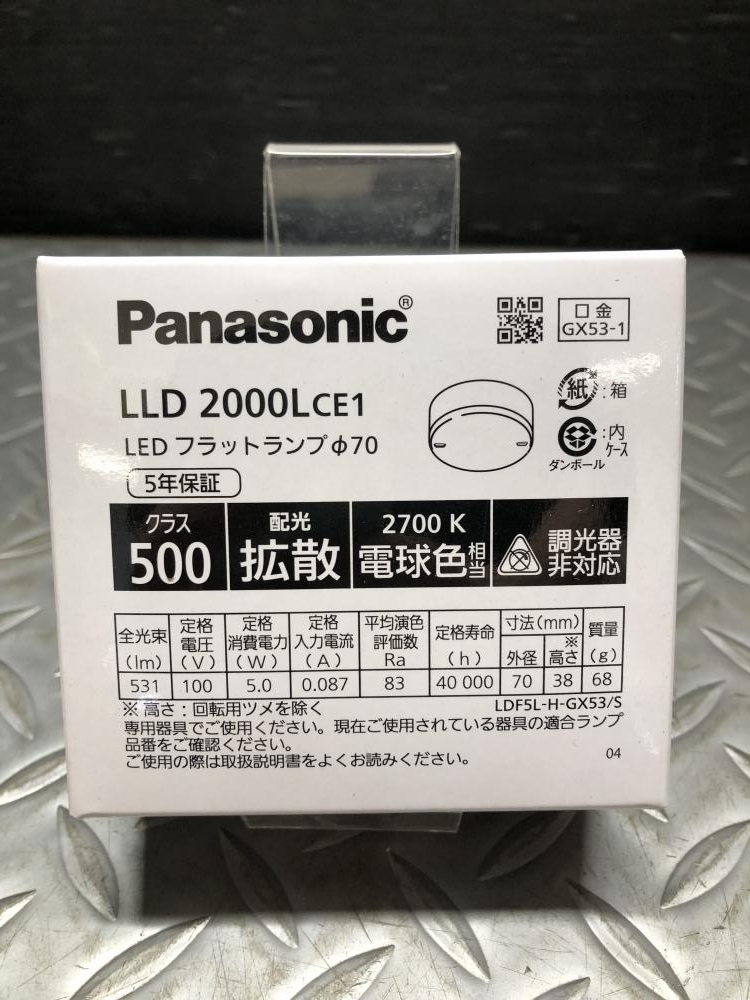 Panasonic®
口金
GX53-1
LLD 2000LCE1
紙 : 箱
LED フラットランプφ70
: 内ケース
ダンボール
5年保証
クラス
500
配光
拡散
2700 K
電球色相当
調光器
非対応
全光束(lm) 定格電圧(V) 定格消費電力(W) 定格入力電流(A) 平均演色評価数Ra 定格寿命(h) 寸法(mm) 外径 ※高さ 質量(g)
531 100 5.0 0.087 83 40 000 70 38 68
※ 高さ : 回転用ツメを除く
LDF5L-H-GX53/S
専用器具でご使用ください。現在ご使用されている器具の適合ランプ
品番をご確認ください。
ご使用の際は取扱説明書をよくお読みください。
04